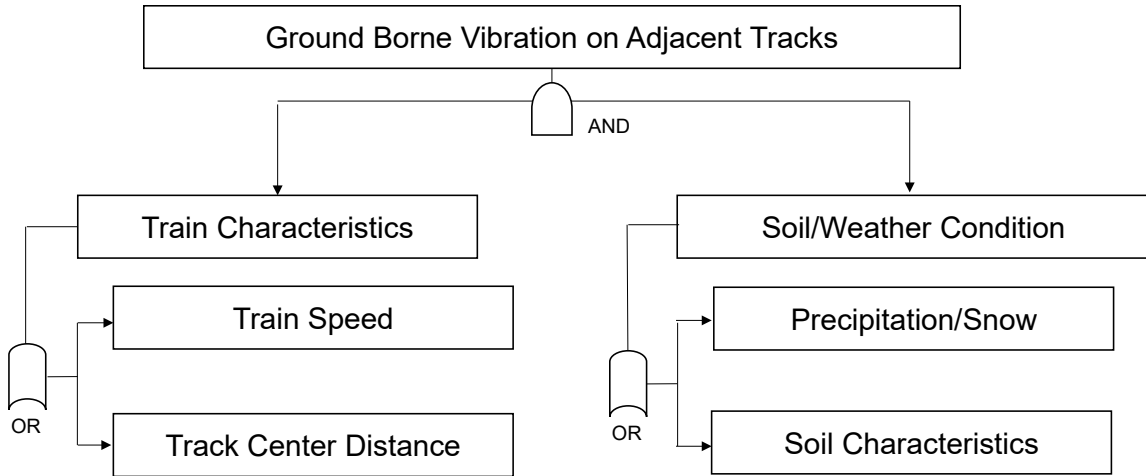 Ground Borne Vibration on Adjacent Tracks
AND
Train Characteristics
Soil/Weather Condition
Train Speed
Precipitation/Snow
OR
OR
Track Center Distance
Soil Characteristics